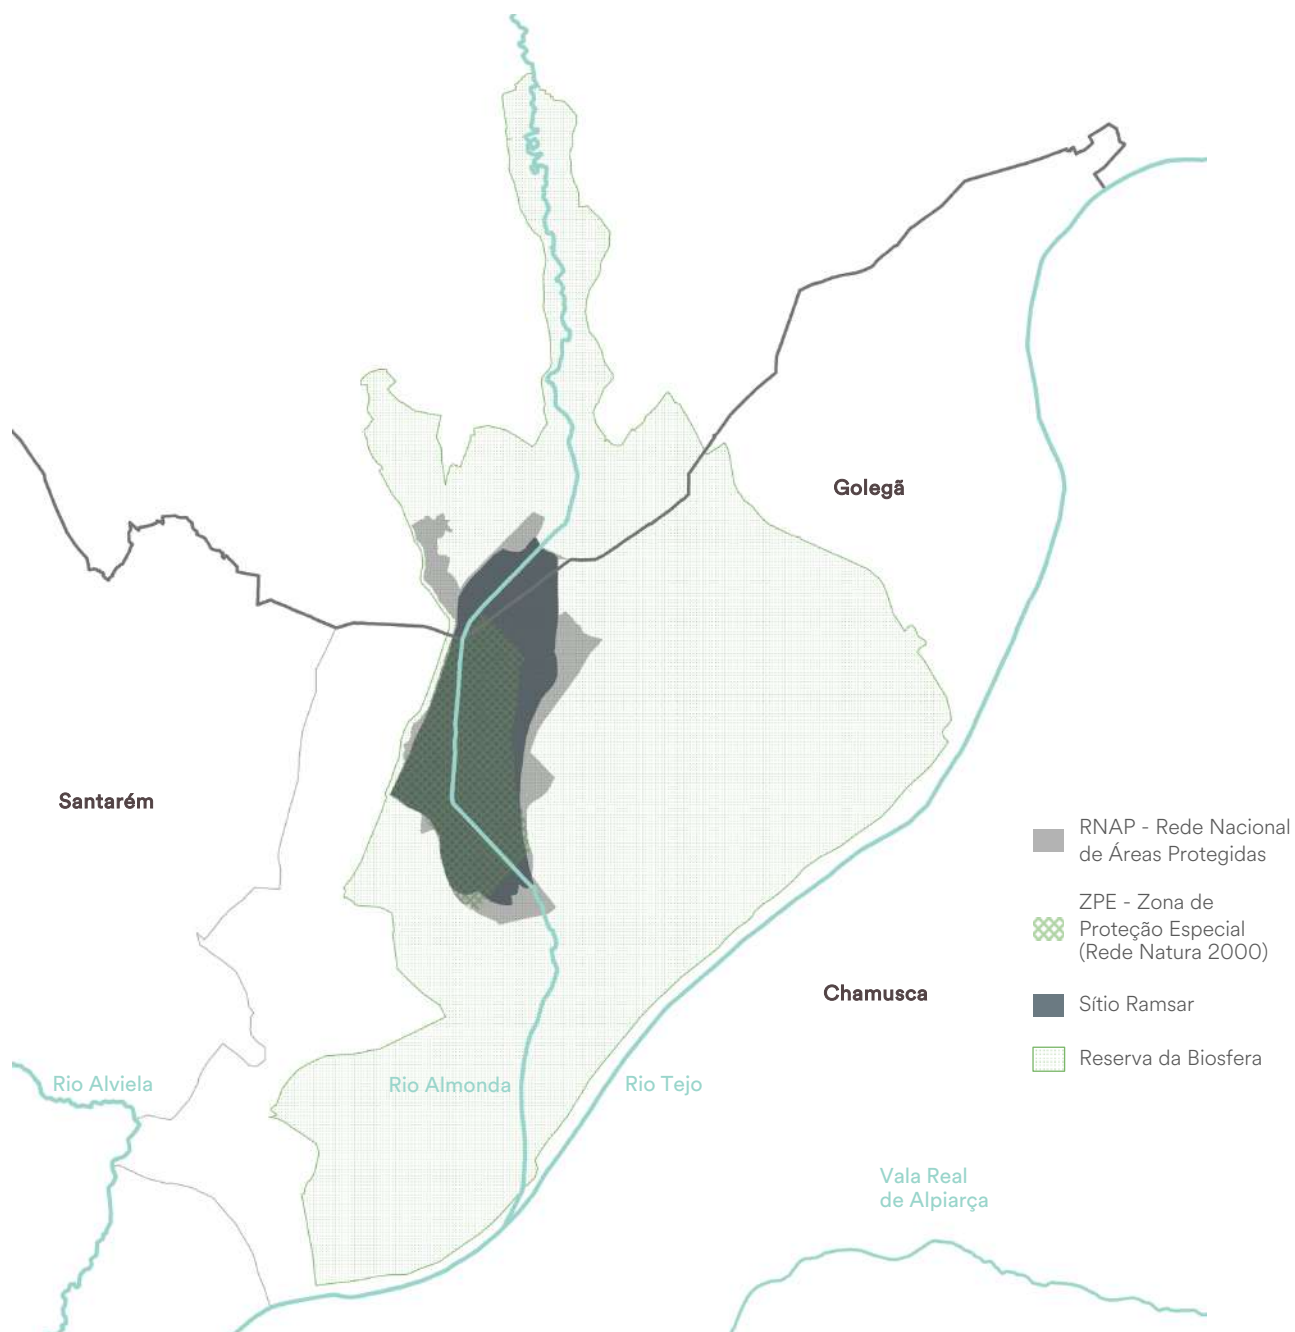 Golegã
Santarém
RNAP - Rede Nacional
de Áreas Protegidas
ZPE - Zona de
Proteção Especial
(Rede Natura 2000)
Chamusca
Sítio Ramsar
Reserva da Biosfera
Rio Alviela
Rio Almonda
Rio Tejo
Vala Real
de Alpiarça